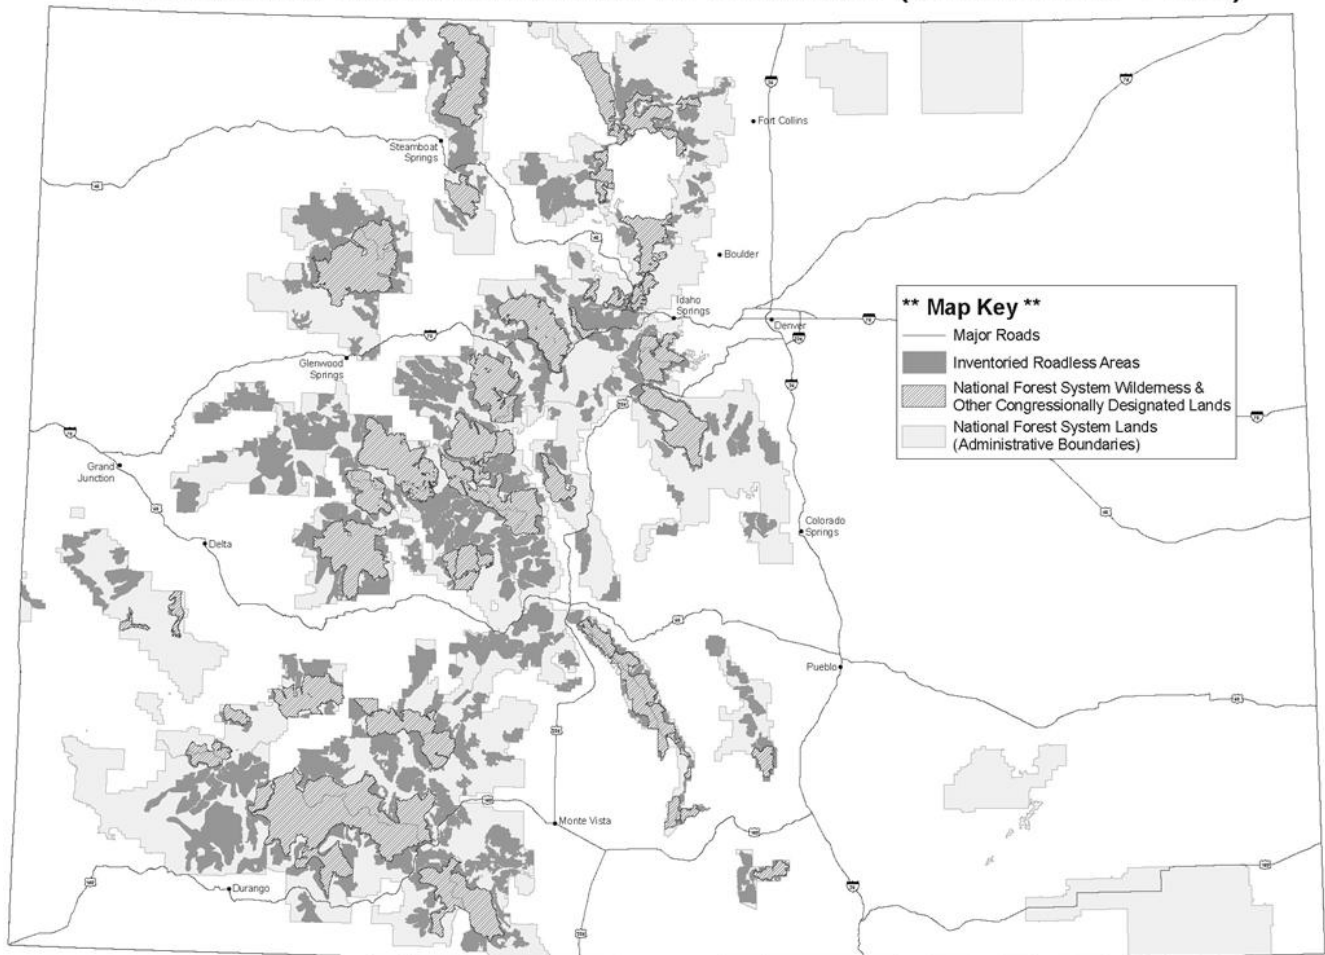 Fort Collins
Steamboat
Springs
Boulder
Idaho
Springs
Denver
Glenwood
Springs
** Map Key **
Major Roads
Inventoried Roadless Areas
National Forest System Wilderness &
Other Congressionally Designated Lands
National Forest System Lands
(Administrative Boundaries)
Grand
Junction
Colorado
Springs
Delta
Pueblo
Monte Vista
Durango